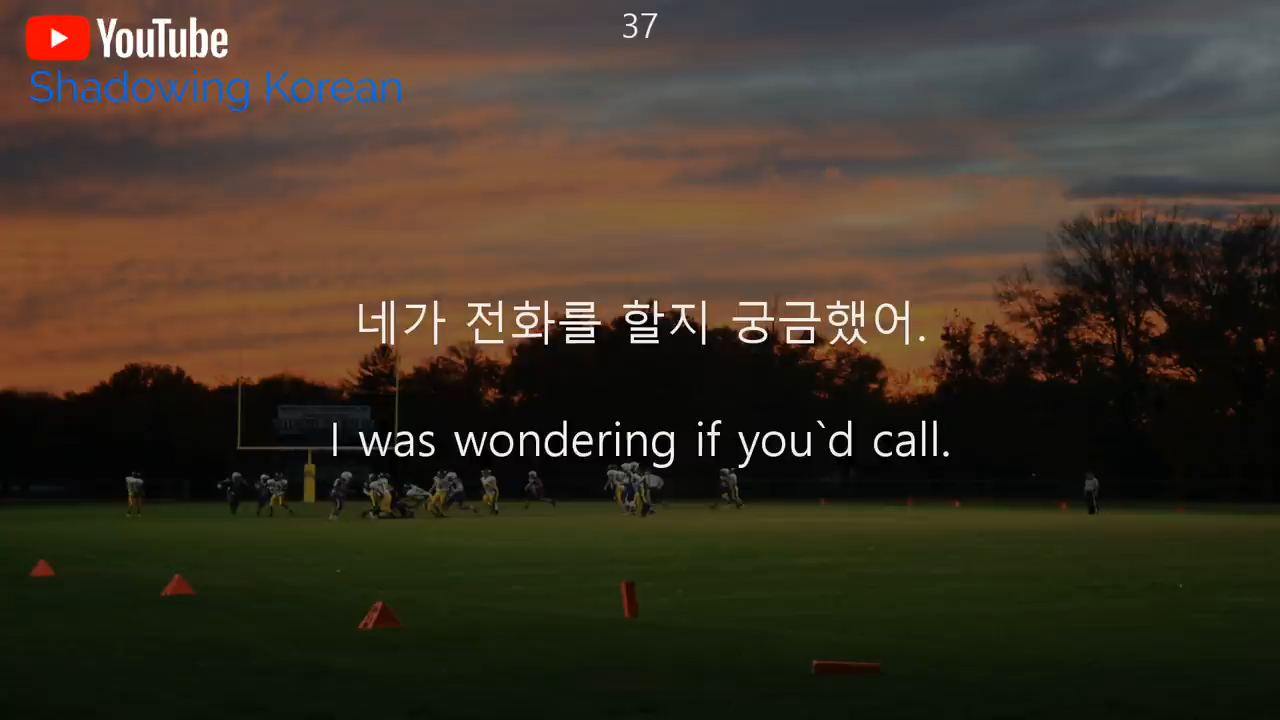 37
YouTube
Shadowing Korean
네가 전화를 할지 궁금했어.
I was wondering if you`d call.